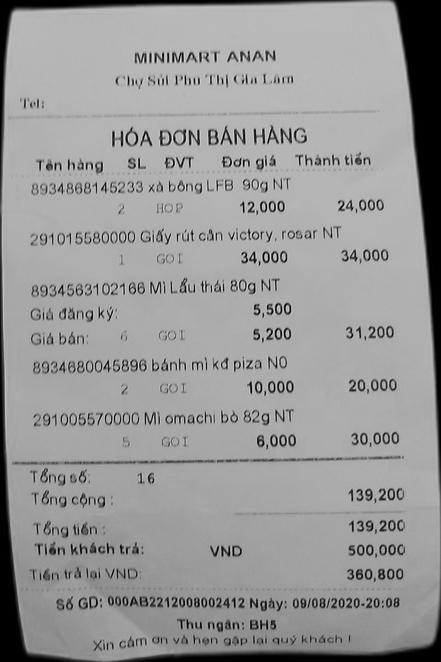 MINIMART ANAN
Chợ Sủi Phú Thị Gia Lâm
Tel:
HÓA ĐƠN BÁN HÀNG
Tên hàng SL ĐVT Đơn giá Thành tiền
8934868145233 xà bông LFB 90g NT
2 HOP 12,000 24,000
291015580000 Giấy rút cân victory, rosar NT
1 GOI 34,000 34,000
8934563102166 Mì Lẩu thái 80g NT
Giá đăng ký: 5,500
Giá bán: 6 GOI 5,200 31,200
8934680045896 bánh mì kđ piza N0
2 GOI 10,000 20,000
291005570000 Mì omachi bò 82g NT
5 GOI 6,000 30,000
Tổng số: 16
Tổng cộng : 139,200
Tổng tiền : 139,200
Tiền khách trả: VND 500,000
Tiền trả lại VND: 360,800
Số GD: 000AB2212008002412 Ngày: 09/08/2020-20:08
Thu ngân: BH5
Xin cảm ơn và hẹn gặp lại quý khách !